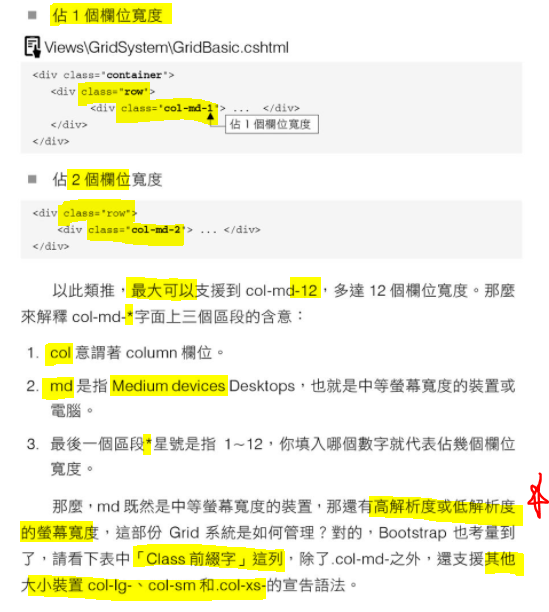 ■ 佔 1 個欄位寬度
Views\GridSystem\GridBasic.cshtml
<div class="container">
<div class="row">
<div class="col-md-1"> ... </div>
</div>
佔 1 個欄位寬度
</div>
■ 佔 2 個欄位寬度
<div class="row">
<div class="col-md-2"> ... </div>
</div>
以此類推，最大可以支援到 col-md-12，多達 12 個欄位寬度。那麼
來解釋 col-md-*字面上三個區段的含意：
1. col 意謂著 column 欄位。
2. md 是指 Medium devices Desktops，也就是中等螢幕寬度的裝置或
電腦。
3. 最後一個區段*星號是指 1~12，你填入哪個數字就代表佔幾個欄位
寬度。
那麼，md 既然是中等螢幕寬度的裝置，那還有高解析度或低解析度
的螢幕寬度，這部份 Grid 系統是如何管理？對的，Bootstrap 也考量到
了，請看下表中「Class 前綴字」這列，除了.col-md-之外，還支援其他
大小裝置 col-lg-、col-sm 和.col-xs-的宣告語法。